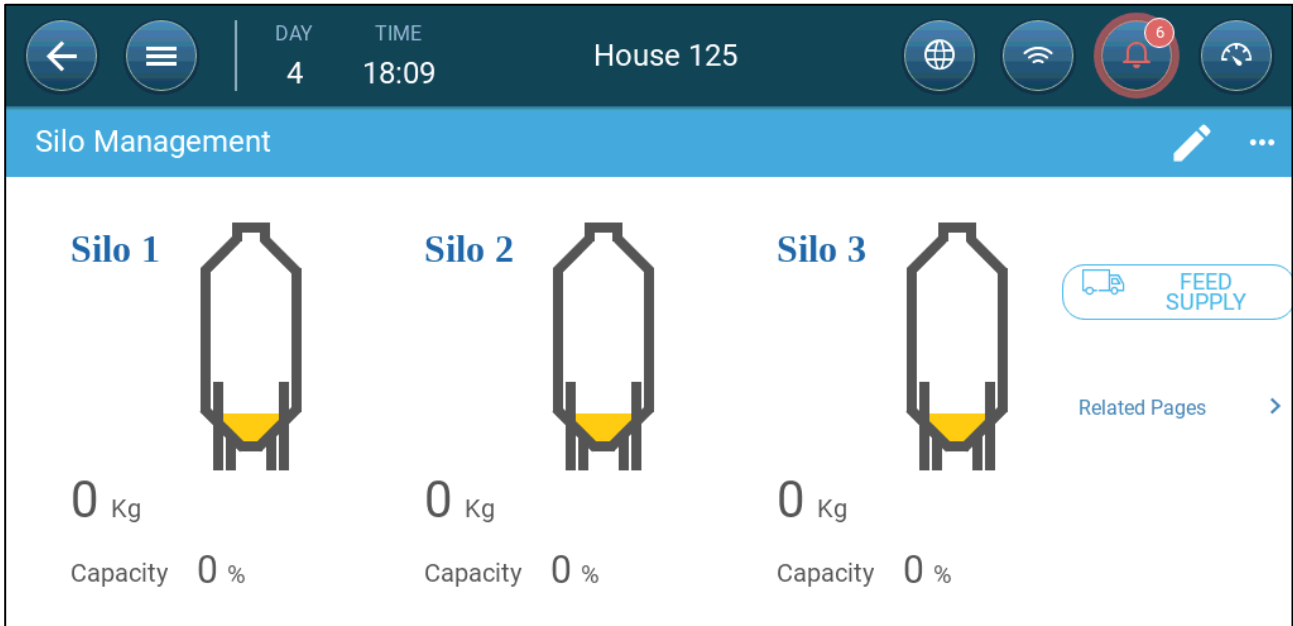 DAY TIME
4 18:09
House 125
6
Silo Management
Silo 1
Silo 2
Silo 3
FEED
SUPPLY
Related Pages
0 Kg
0 Kg
0 Kg
Capacity 0 %
Capacity 0 %
Capacity 0 %